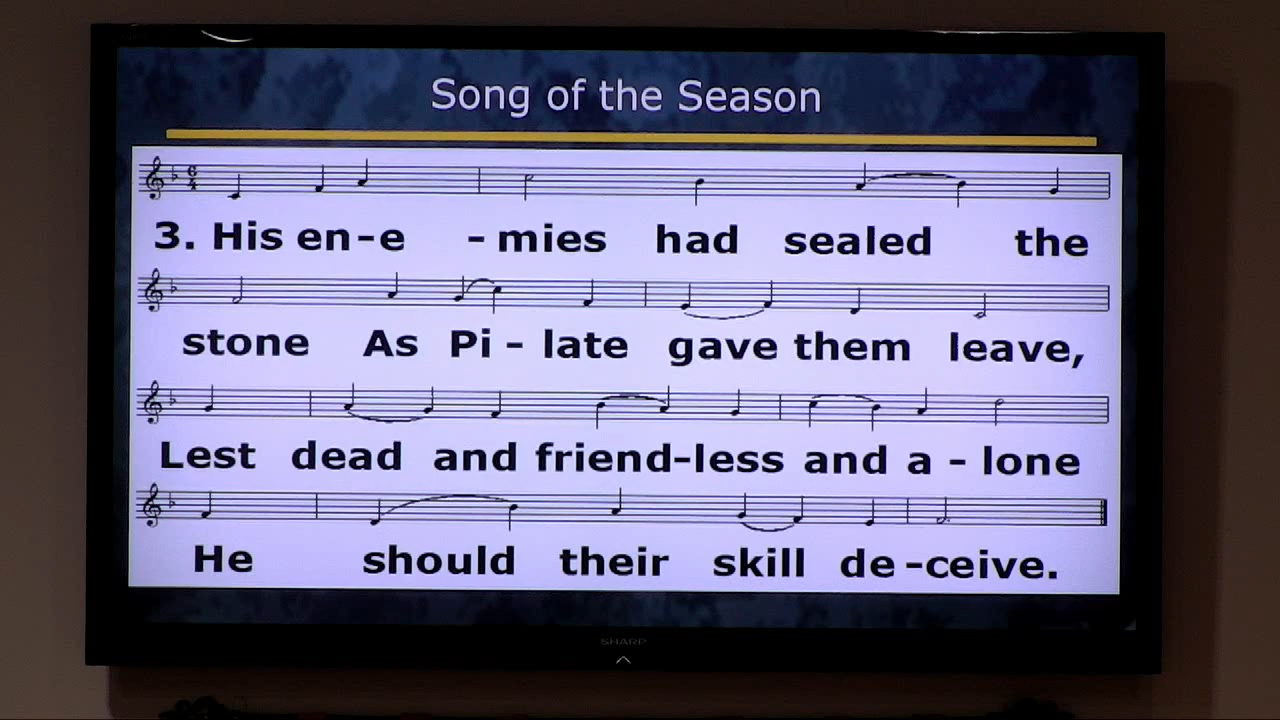 Song of the Season
3. His en-e - mies had sealed the
stone As Pi - late gave them leave,
Lest dead and friend-less and a - lone
He should their skill de -ceive.
SHARP